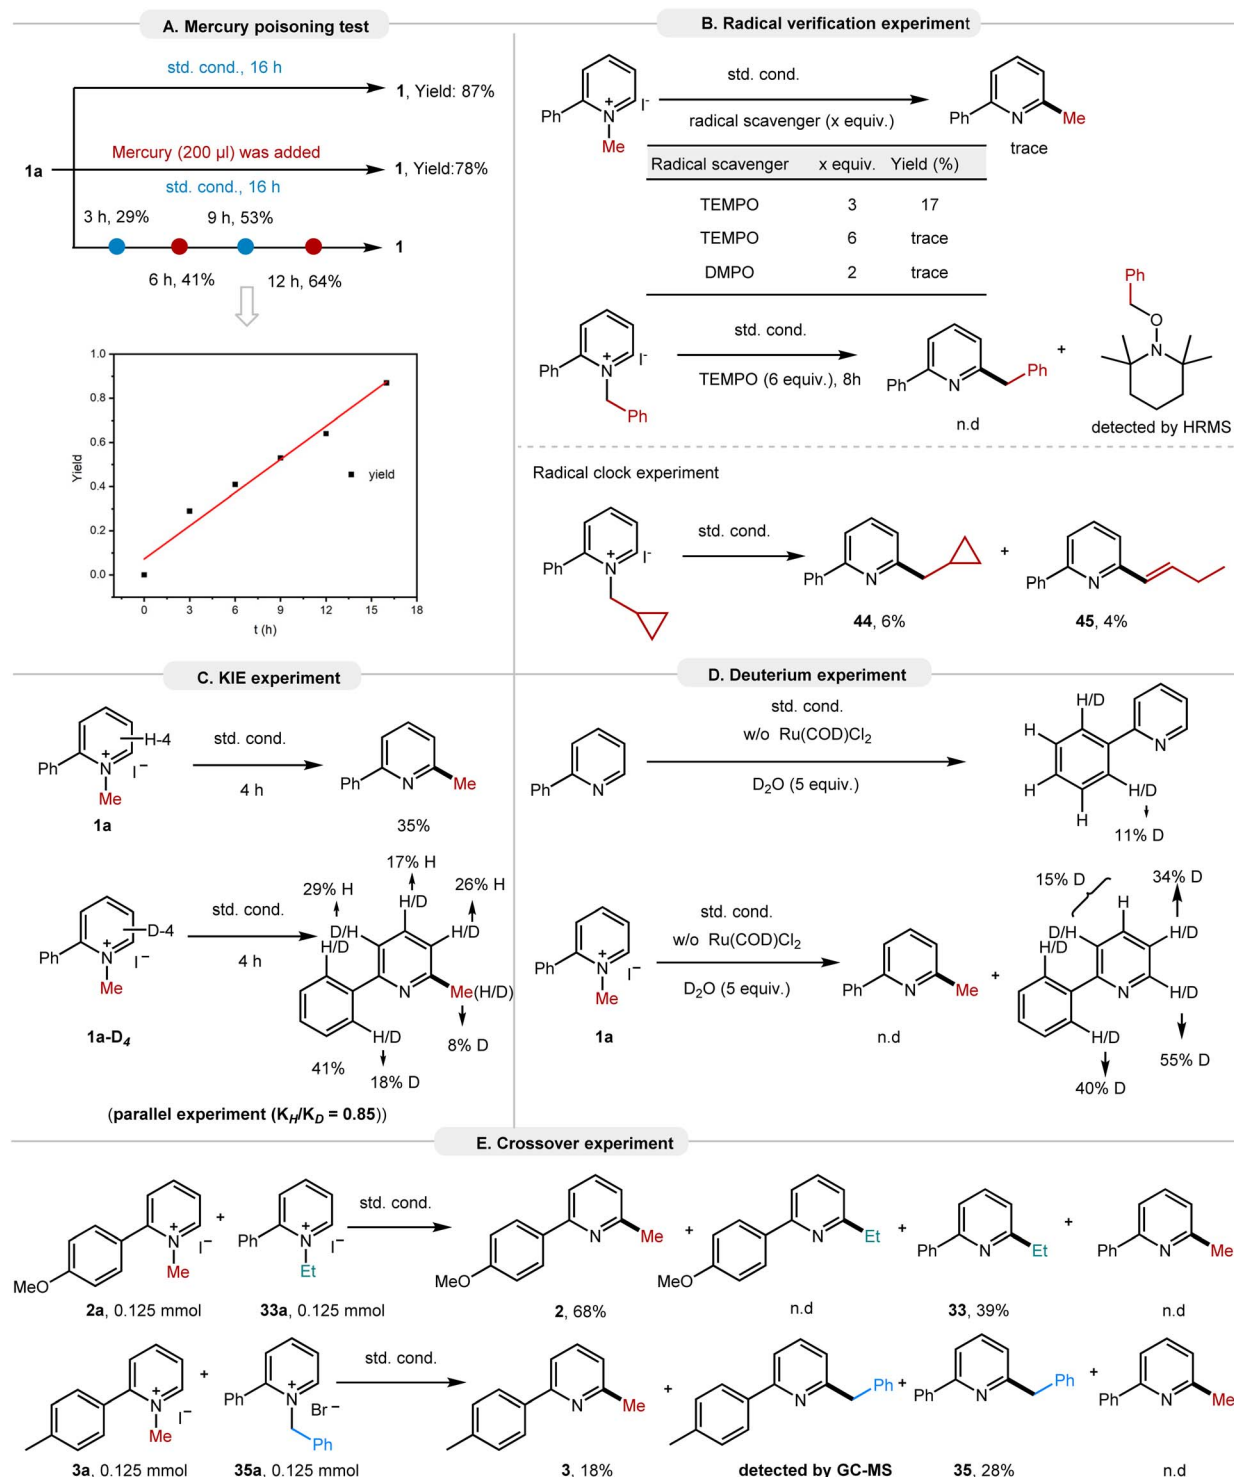 A. Mercury poisoning test
std. cond., 16 h
1, Yield: 87%
Mercury (200 µl) was added
1a
1, Yield:78%
std. cond., 16 h
3 h, 29%
9 h, 53%
1
6 h, 41%
12 h, 64%
1.0
0.8
0.6
0.4
0.2
0.0
Yield
yield
0 3 6 9 12 15 18
t (h)
B. Radical verification experiment
Ph
N
+
I-
Me
std. cond.
radical scavenger (x equiv.)
Ph
N
Me
trace
Radical scavenger x equiv. Yield (%)
TEMPO 3 17
TEMPO 6 trace
DMPO 2 trace
Ph
N
+
I-
Ph
std. cond.
TEMPO (6 equiv.), 8h
Ph
N
Ph
n.d
+
Ph
O
N
detected by HRMS
Radical clock experiment
Ph
N
+
I-
std. cond.
Ph
N
44, 6%
+
Ph
N
45, 4%
C. KIE experiment
H-4
Ph
N
+
I−
Me
1a
std. cond.
4 h
Ph
N
Me
35%
D-4
Ph
N
+
I−
Me
1a-D4
std. cond.
4 h
17% H
29% H
26% H
H/D
D/H
H/D
H/D
N
Me(H/D)
H/D
8% D
41%
18% D
(parallel experiment (KH/KD = 0.85))
D. Deuterium experiment
Ph
N
std. cond.
w/o Ru(COD)Cl2
D2O (5 equiv.)
H/D
H
N
H
H/D
H
11% D
Ph
N
+
I−
Me
1a
std. cond.
w/o Ru(COD)Cl2
D2O (5 equiv.)
Ph
N
Me
n.d
+
15% D
34% D
H
D/H
H/D
H/D
N
H/D
H/D
55% D
40% D
E. Crossover experiment
MeO
N
+
I−
Me
2a, 0.125 mmol
+
Ph
N
+
I−
Et
33a, 0.125 mmol
std. cond.
MeO
N
Me
2, 68%
+
MeO
N
Et
n.d
+
Ph
N
Et
33, 39%
+
Ph
N
Me
n.d
N
+
I−
Me
3a, 0.125 mmol
+
Ph
N
+
Br−
Ph
35a, 0.125 mmol
std. cond.
N
Me
3, 18%
+
N
Ph
detected by GC-MS
+
Ph
N
Ph
35, 28%
+
Ph
N
Me
n.d